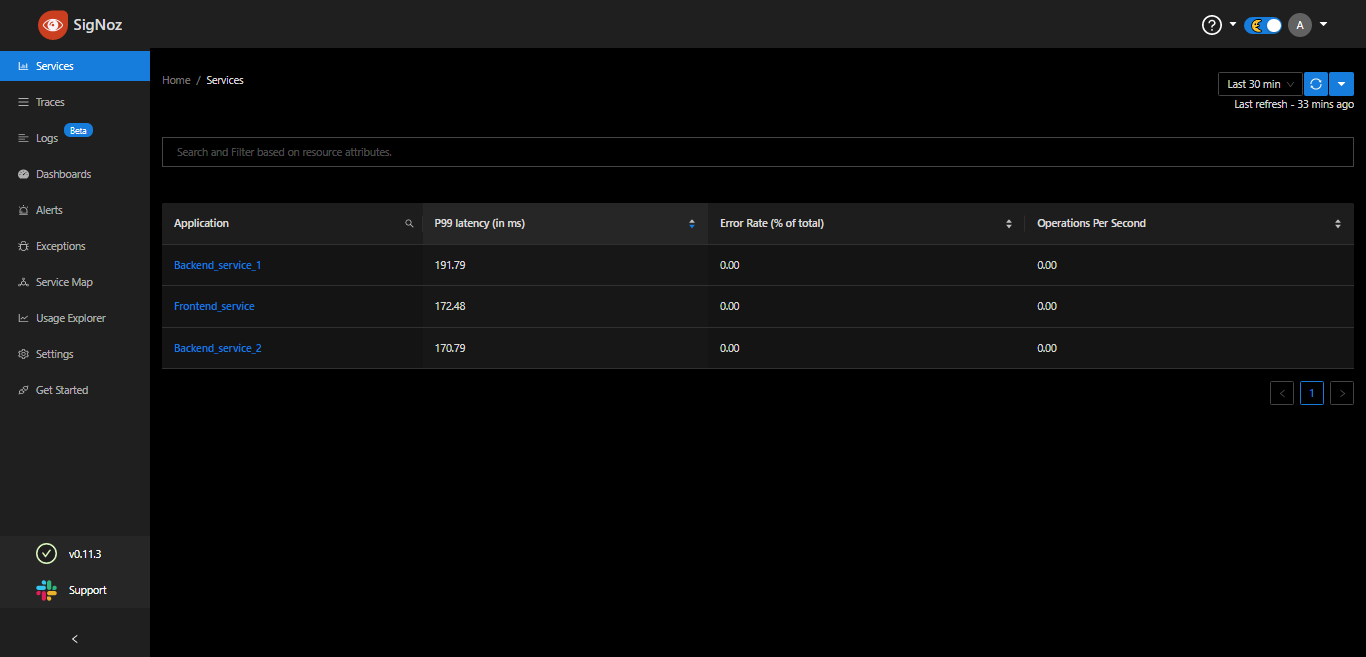 SigNoz
A
Services
Traces
Logs Beta
Dashboards
Alerts
Exceptions
Service Map
Usage Explorer
Settings
Get Started
v0.11.3
Support
Home / Services
Last 30 min
Last refresh - 33 mins ago
Search and Filter based on resource attributes.
Application P99 latency (in ms) Error Rate (% of total) Operations Per Second
Backend_service_1 191.79 0.00 0.00
Frontend_service 172.48 0.00 0.00
Backend_service_2 170.79 0.00 0.00
< 1 >